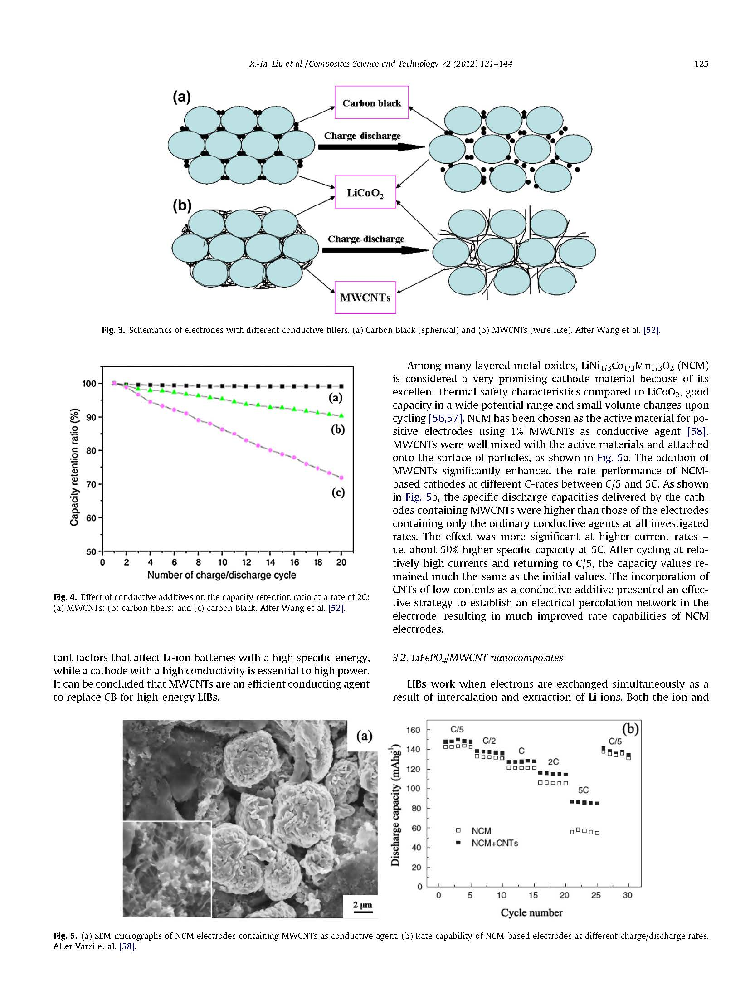 X.-M. Liu et al. / Composites Science and Technology 72 (2012) 121–144
125
(a)
Carbon black
Charge-discharge
LiCoO2
(b)
Charge-discharge
MWCNTs
Fig. 3. Schematics of electrodes with different conductive fillers. (a) Carbon black (spherical) and (b) MWCNTs (wire-like). After Wang et al. [52].
100
90
80
70
60
50
Capacity retention ratio (%)
(a)
(b)
(c)
0 2 4 6 8 10 12 14 16 18 20
Number of charge/discharge cycle
Fig. 4. Effect of conductive additives on the capacity retention ratio at a rate of 2C:
(a) MWCNTs; (b) carbon fibers; and (c) carbon black. After Wang et al. [52].
tant factors that affect Li-ion batteries with a high specific energy,
while a cathode with a high conductivity is essential to high power.
It can be concluded that MWCNTs are an efficient conducting agent
to replace CB for high-energy LIBs.
Among many layered metal oxides, LiNi1/3Co1/3Mn1/3O2 (NCM)
is considered a very promising cathode material because of its
excellent thermal safety characteristics compared to LiCoO2, good
capacity in a wide potential range and small volume changes upon
cycling [56,57]. NCM has been chosen as the active material for po-
sitive electrodes using 1% MWCNTs as conductive agent [58].
MWCNTs were well mixed with the active materials and attached
onto the surface of particles, as shown in Fig. 5a. The addition of
MWCNTs significantly enhanced the rate performance of NCM-
based cathodes at different C-rates between C/5 and 5C. As shown
in Fig. 5b, the specific discharge capacities delivered by the cath-
odes containing MWCNTs were higher than those of the electrodes
containing only the ordinary conductive agents at all investigated
rates. The effect was more significant at higher current rates –
i.e. about 50% higher specific capacity at 5C. After cycling at rela-
tively high currents and returning to C/5, the capacity values re-
mained much the same as the initial values. The incorporation of
CNTs of low contents as a conductive additive presented an effec-
tive strategy to establish an electrical percolation network in the
electrode, resulting in much improved rate capabilities of NCM
electrodes.
3.2. LiFePO4/MWCNT nanocomposites
LIBs work when electrons are exchanged simultaneously as a
result of intercalation and extraction of Li ions. Both the ion and
(a)
2 μm
(b)
160
140
120
100
80
60
40
20
0
Discharge capacity (mAhg-1)
C/5
C/2
C
2C
5C
C/5
NCM
NCM+CNTs
0 5 10 15 20 25 30
Cycle number
Fig. 5. (a) SEM micrographs of NCM electrodes containing MWCNTs as conductive agent. (b) Rate capability of NCM-based electrodes at different charge/discharge rates.
After Varzi et al. [58].